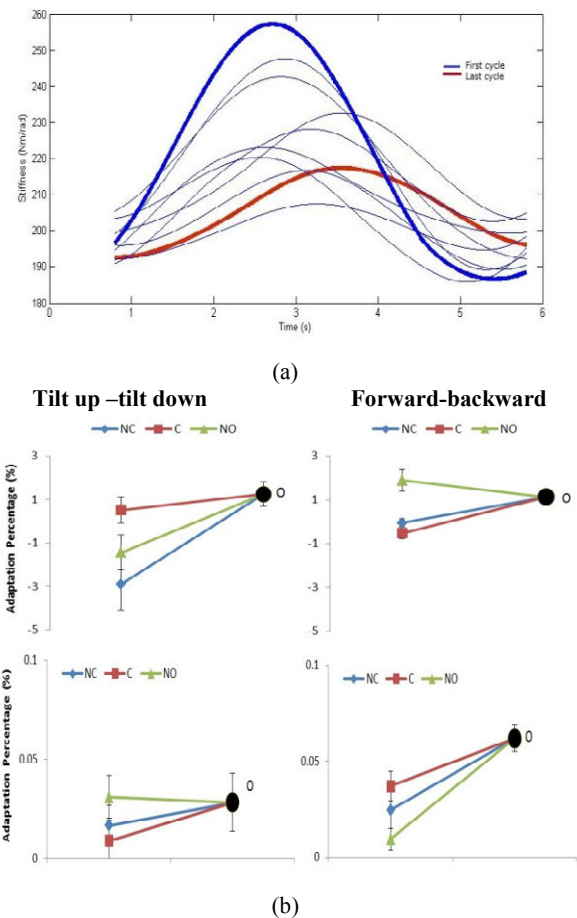 260
250
240
230
220
210
200
190
180
Stiffness (Nm/rad)
First cycle
Last cycle
0 1 2 3 4 5 6
Time (s)
(a)
Tilt up –tilt down Forward-backward
NC C NO NC C NO
3
1
-1
-3
-5
Adaptation Percentage (%)
O
3
1
-1
-3
-5
O
0.1
0.05
0
Adaptation Percentage (%)
NC C NO
O
0.1
0.05
0
NC C NO
O
(b)